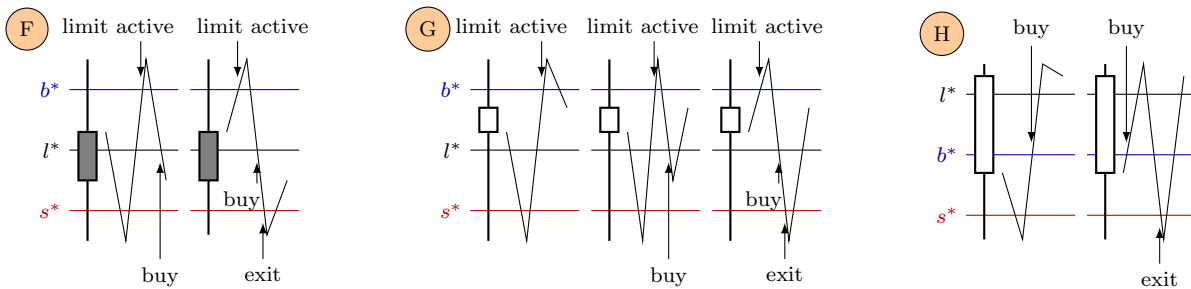 F
limit active
limit active
b*
l*
s*
buy
buy
exit
G
limit active
limit active
limit active
b*
l*
s*
buy
buy
exit
H
buy
buy
l*
b*
s*
exit